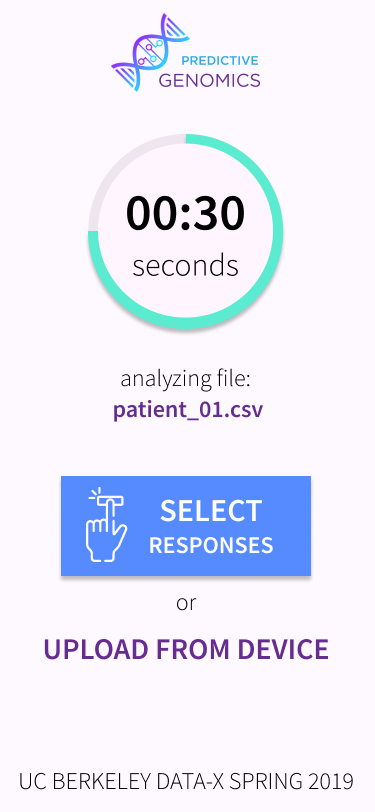 PREDICTIVE
GENOMICS
00:30
seconds
analyzing file:
patient_01.csv
SELECT
RESPONSES
or
UPLOAD FROM DEVICE
UC BERKELEY DATA-X SPRING 2019